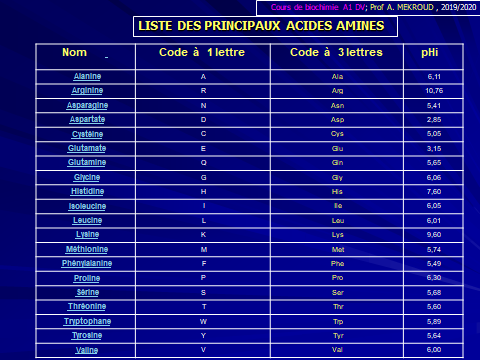 Cours de biochimie A1 DV; Prof A. MEKROUD , 2019/2020
LISTE DES PRINCIPAUX ACIDES AMINES
Nom Code à 1 lettre Code à 3 lettres pHi
Alanine A Ala 6,11
Arginine R Arg 10,76
Asparagine N Asn 5,41
Aspartate D Asp 2,85
Cystéine C Cys 5,05
Glutamate E Glu 3,15
Glutamine Q Gln 5,65
Glycine G Gly 6,06
Histidine H His 7,60
Isoleucine I Ile 6,05
Leucine L Leu 6,01
Lysine K Lys 9,60
Méthionine M Met 5,74
Phénylalanine F Phe 5,49
Proline P Pro 6,30
Sérine S Ser 5,68
Thréonine T Thr 5,60
Tryptophane W Trp 5,89
Tyrosine Y Tyr 5,64
Valine V Val 6,00